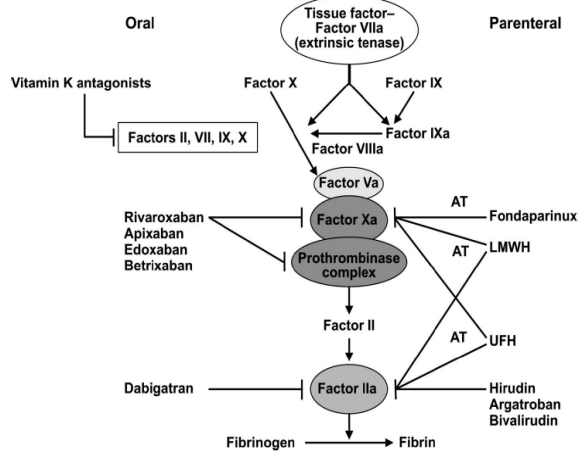 Oral
Tissue factor–
Factor VIIa
(extrinsic tenase)
Parenteral
Vitamin K antagonists
Factor X
Factor IX
Factors II, VII, IX, X
Factor IXa
Factor VIIIa
Factor Va
AT
Rivaroxaban
Apixaban
Edoxaban
Betrixaban
Factor Xa
Fondaparinux
AT
LMWH
Prothrombinase
complex
Factor II
AT
UFH
Dabigatran
Factor IIa
Hirudin
Argatroban
Bivalirudin
Fibrinogen
Fibrin